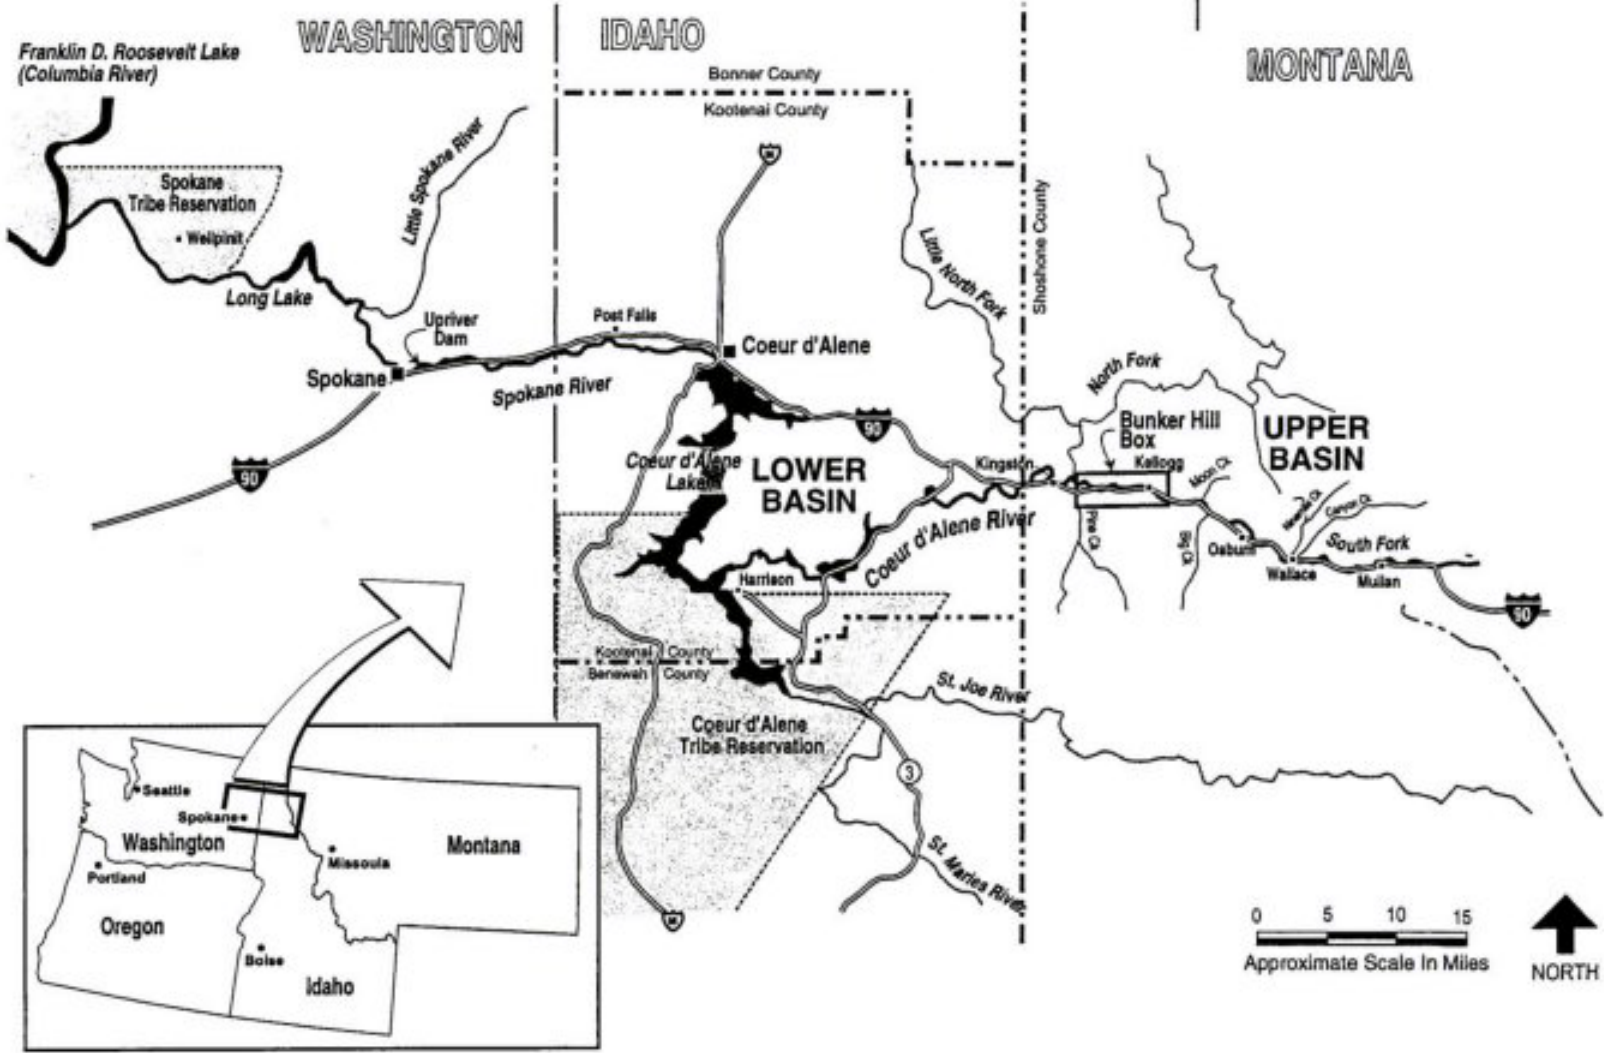 WASHINGTON
IDAHO
MONTANA
Franklin D. Roosevelt Lake
(Columbia River)
Bonner County
Kootenai County
Little Spokane River
Spokane
Tribe Reservation
Wellpinit
Long Lake
Upriver
Dam
Post Falls
Coeur d'Alene
Spokane
Spokane River
Little North Fork
Shoshone County
North Fork
Bunker Hill
Box
UPPER
BASIN
90
90
Coeur d'Alene
Lake
LOWER
BASIN
Kingston
Kellogg
Moon Ck
Canyon Ck
Coeur d'Alene River
Pine Ck
Big Ck
Osburn
South Fork
Wallace
Mullan
90
Harrison
Kootenai County
Benewah County
St. Joe River
Coeur d'Alene
Tribe Reservation
3
St. Maries River
Seattle
Spokane
Washington
Montana
Missoula
Portland
Oregon
Boise
Idaho
0 5 10 15
Approximate Scale In Miles
NORTH